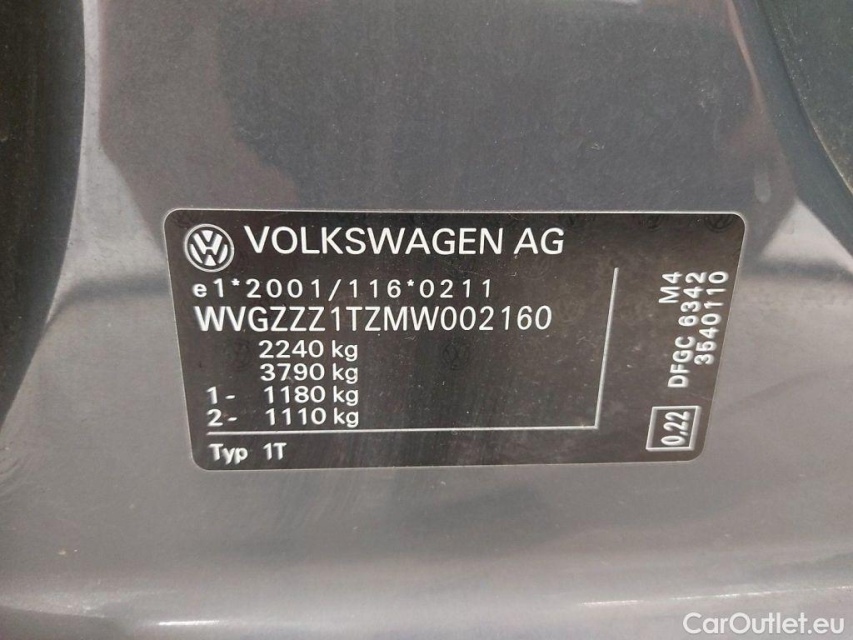 VOLKSWAGEN AG
e1*2001/116*0211
WVGZZZ1TZMW002160
2240 kg
3790 kg
1- 1180 kg
2- 1110 kg
Typ 1T
M4
DFGC 6342
3540110
0,22
CarOutlet.eu